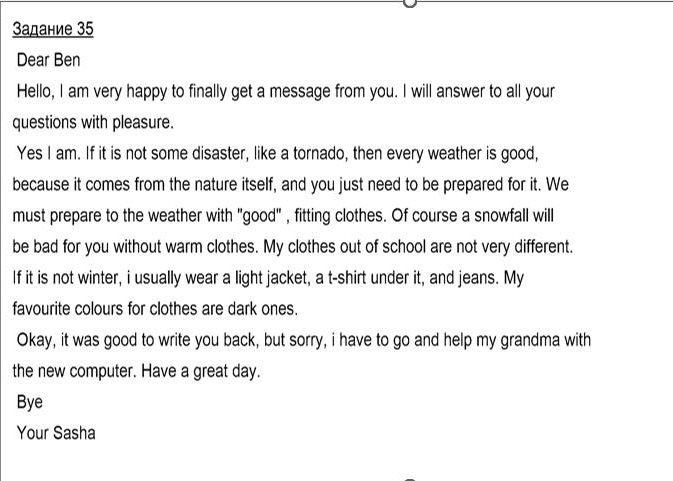 Задание 35
Dear Ben
Hello, I am very happy to finally get a message from you. I will answer to all your
questions with pleasure.
Yes I am. If it is not some disaster, like a tornado, then every weather is good,
because it comes from the nature itself, and you just need to be prepared for it. We
must prepare to the weather with "good" , fitting clothes. Of course a snowfall will
be bad for you without warm clothes. My clothes out of school are not very different.
If it is not winter, i usually wear a light jacket, a t-shirt under it, and jeans. My
favourite colours for clothes are dark ones.
Okay, it was good to write you back, but sorry, i have to go and help my grandma with
the new computer. Have a great day.
Bye
Your Sasha